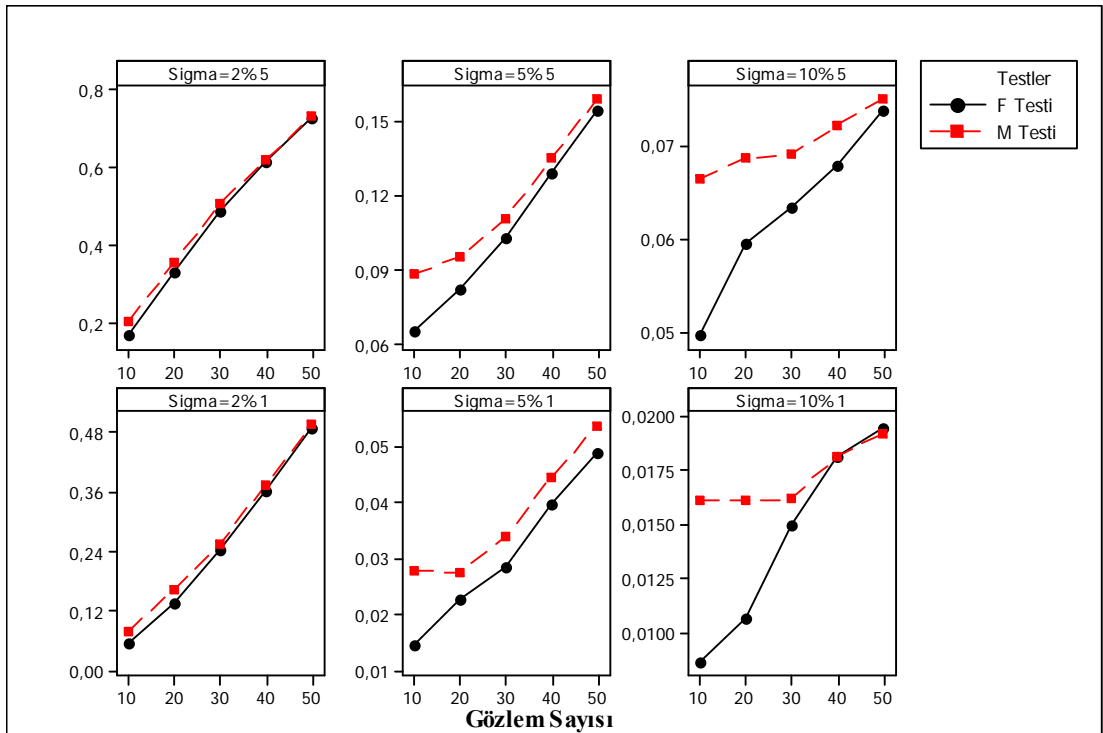 Sigma=2%5
0,8
0,6
0,4
0,2
10 20 30 40 50
Sigma=5%5
0,15
0,12
0,09
0,06
10 20 30 40 50
Sigma=10%5
0,07
0,06
0,05
10 20 30 40 50
Testler
F Testi
M Testi
Sigma=2%1
0,48
0,36
0,24
0,12
0,00
10 20 30 40 50
Sigma=5%1
0,05
0,04
0,03
0,02
0,01
10 20 30 40 50
Sigma=10%1
0,0200
0,0175
0,0150
0,0125
0,0100
10 20 30 40 50
Gözlem Sayısı